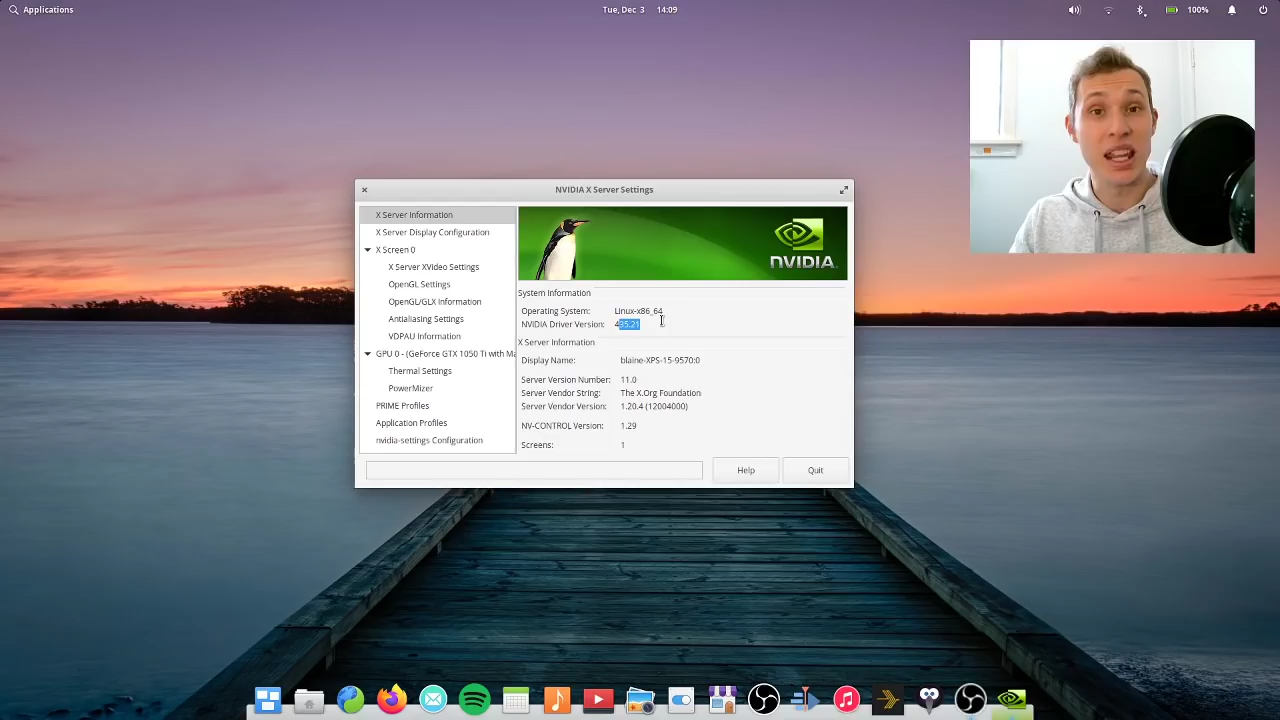 Applications
Tue, Dec 3 14:09
100%
NVIDIA X Server Settings
X Server Information
X Server Display Configuration
X Screen 0
X Server XVideo Settings
OpenGL Settings
OpenGL/GLX Information
Antialiasing Settings
VDPAU Information
GPU 0 - (GeForce GTX 1050 Ti with Ma
Thermal Settings
PowerMizer
PRIME Profiles
Application Profiles
nvidia-settings Configuration
NVIDIA.
System Information
Operating System: Linux-x86_64
NVIDIA Driver Version: 435.21
X Server Information
Display Name: blaine-XPS-15-9570:0
Server Version Number: 11.0
Server Vendor String: The X.Org Foundation
Server Vendor Version: 1.20.4 (12004000)
NV-CONTROL Version: 1.29
Screens: 1
Help
Quit